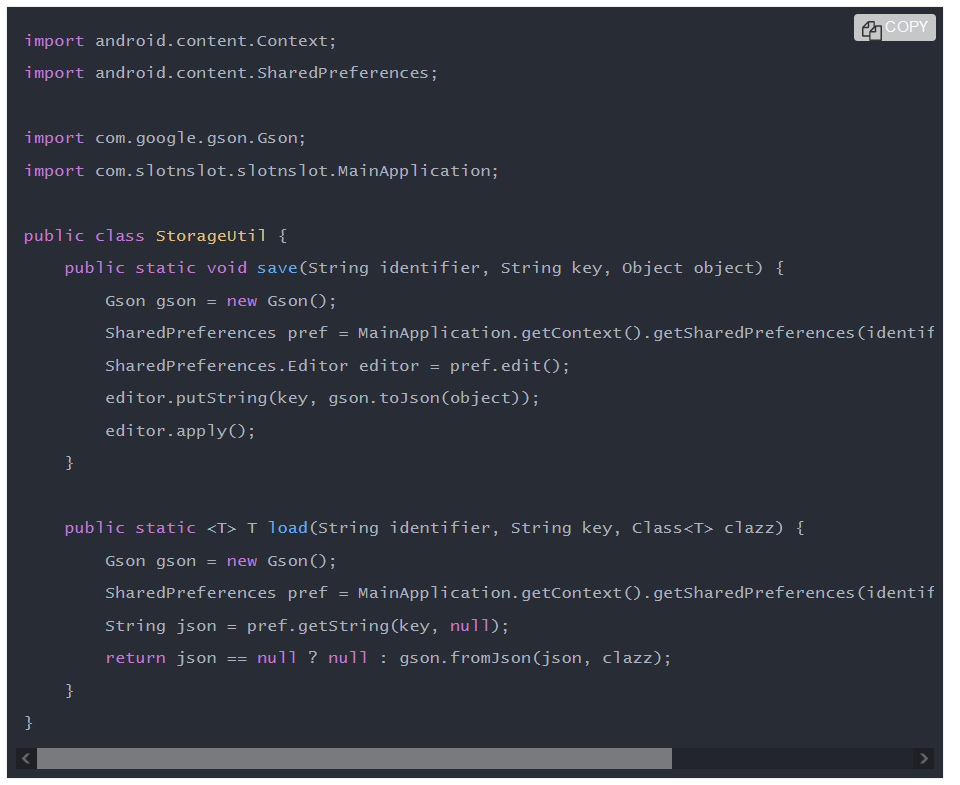 COPY
import android.content.Context;
import android.content.SharedPreferences;
import com.google.gson.Gson;
import com.slotnslot.slotnslot.MainApplication;
public class StorageUtil {
    public static void save(String identifier, String key, Object object) {
        Gson gson = new Gson();
        SharedPreferences pref = MainApplication.getContext().getSharedPreferences(identif
        SharedPreferences.Editor editor = pref.edit();
        editor.putString(key, gson.toJson(object));
        editor.apply();
    }
    public static <T> T load(String identifier, String key, Class<T> clazz) {
        Gson gson = new Gson();
        SharedPreferences pref = MainApplication.getContext().getSharedPreferences(identif
        String json = pref.getString(key, null);
        return json == null ? null : gson.fromJson(json, clazz);
    }
}